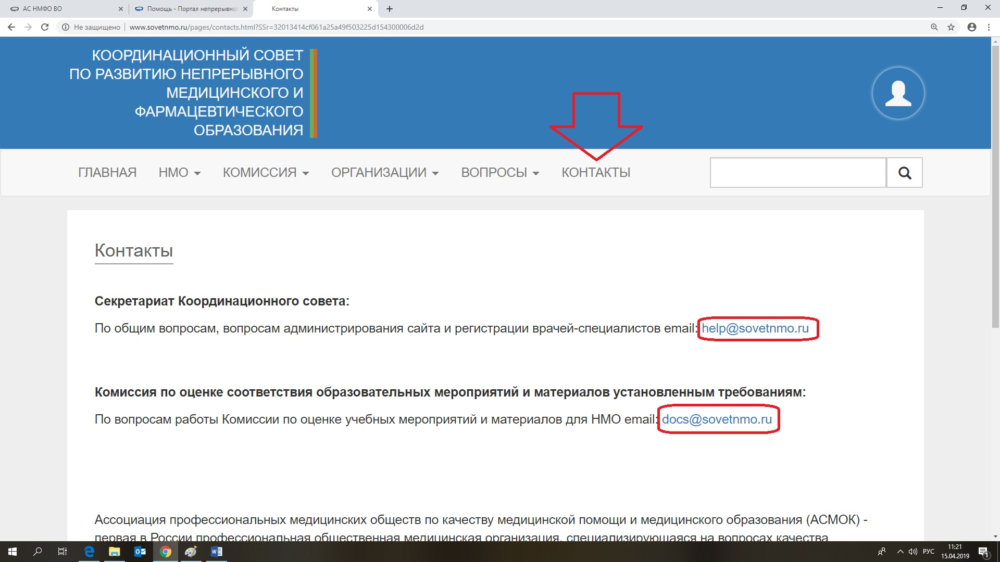 АС НМФО ВО
Помощь - Портал непрерывног
Контакты
Не защищено
www.sovetnmo.ru/pages/contacts.html?SSr=32013414cf061a25a49f503225d154300006d2d
КООРДИНАЦИОННЫЙ СОВЕТ
ПО РАЗВИТИЮ НЕПРЕРЫВНОГО
МЕДИЦИНСКОГО И
ФАРМАЦЕВТИЧЕСКОГО
ОБРАЗОВАНИЯ
ГЛАВНАЯ НМО КОМИССИЯ ОРГАНИЗАЦИИ ВОПРОСЫ КОНТАКТЫ
Контакты
Секретариат Координационного совета:
По общим вопросам, вопросам администрирования сайта и регистрации врачей-специалистов email: help@sovetnmo.ru
Комиссия по оценке соответствия образовательных мероприятий и материалов установленным требованиям:
По вопросам работы Комиссии по оценке учебных мероприятий и материалов для НМО email: docs@sovetnmo.ru
Ассоциация профессиональных медицинских обществ по качеству медицинской помощи и медицинского образования (АСМОК) -
первая в России профессиональная общественная медицинская организация, специализирующаяся на вопросах качества
РУС
11:21
15.04.2019
1